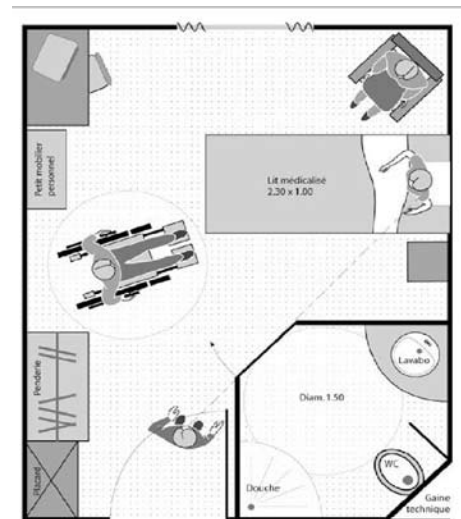 Petit mobilier
personnel
Lit médicalisé
2.30 x 1.00
Penderie
Lavabo
Diam. 1.50
Placard
Douche
WC
Gaine
technique